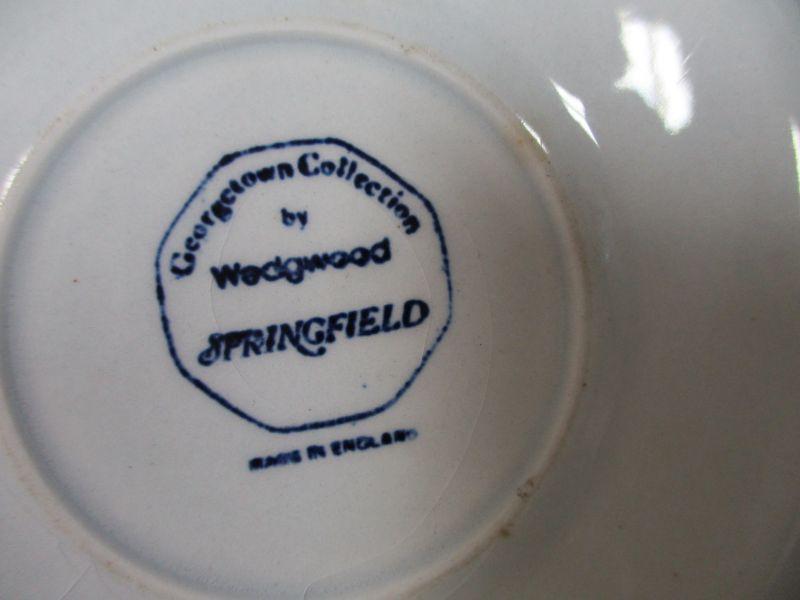 Georgetown Collection
by
Wedgwood
SPRINGFIELD
MADE IN ENGLAND